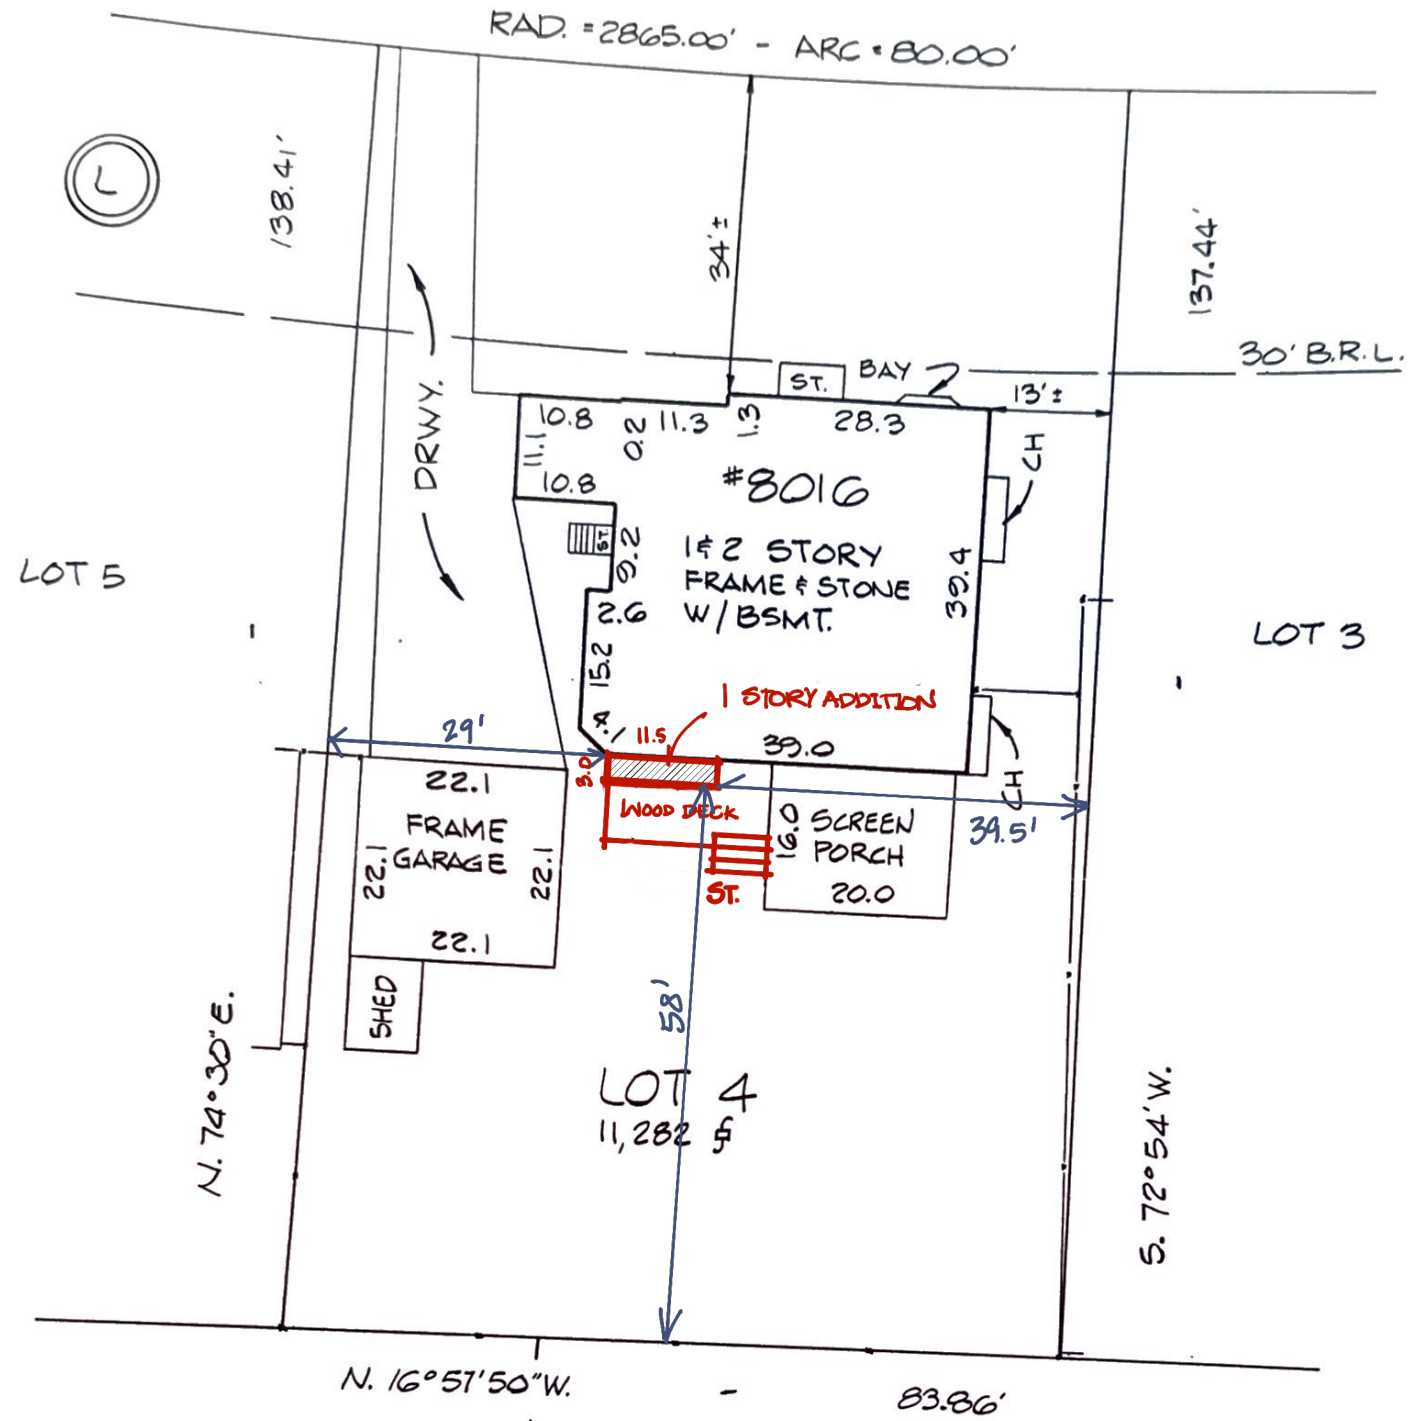 RAD. = 2865.00' - ARC = 80.00'
L
138.41'
34'±
137.44'
30' B.R.L.
ST.
BAY
13'±
10.8
0.2
11.3
1.3
28.3
11.1
10.8
CH
DRWY.
#8016
ST.
9.2
1 & 2 STORY
FRAME & STONE
W/BSMT.
39.4
LOT 5
2.6
LOT 3
15.2
1 STORY ADDITION
4.1
11.5
39.0
29'
3.0
CH
22.1
WOOD DECK
39.5'
FRAME
GARAGE
22.1
22.1
16.0
SCREEN
PORCH
20.0
ST.
22.1
SHED
58'
N. 74°30"E.
LOT 4
11,282 SF
S. 72°54'W.
N. 16°57'50"W. - 83.86'